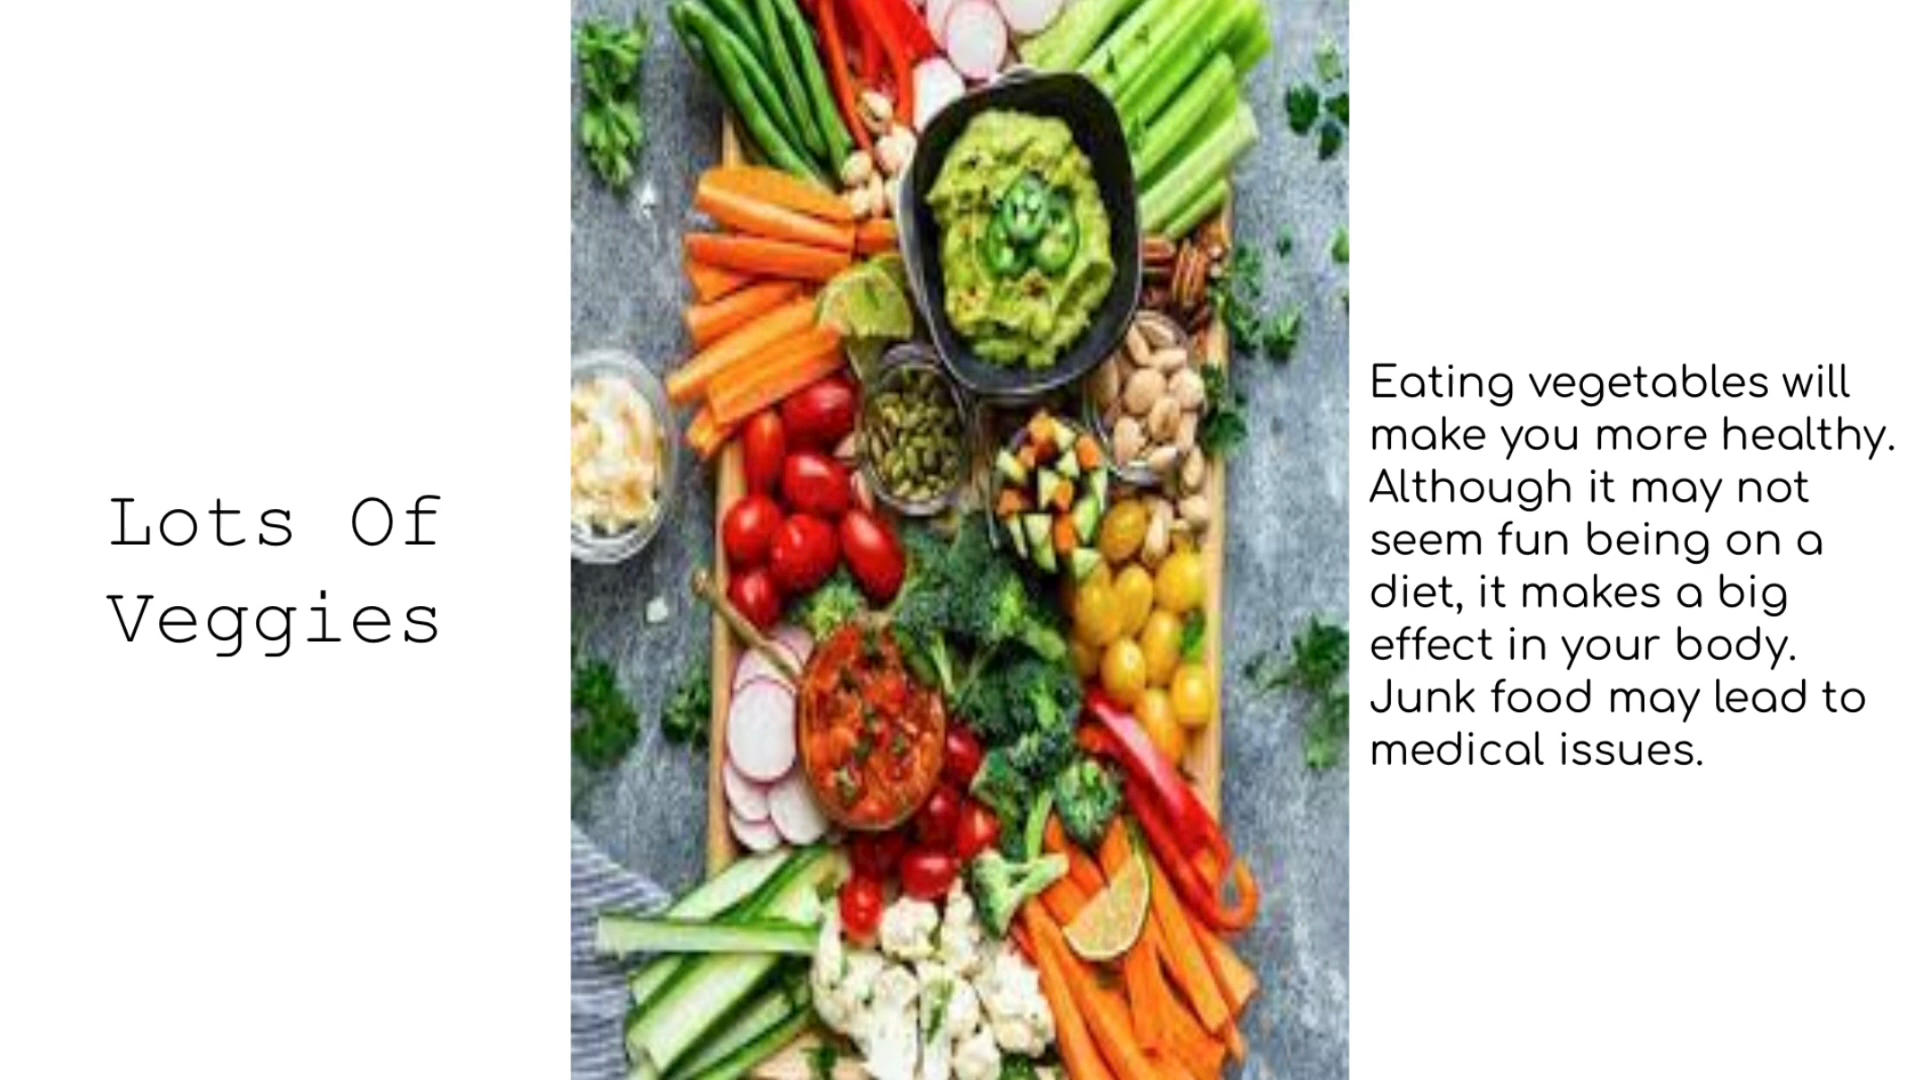 Lots Of
Veggies
Eating vegetables will
make you more healthy.
Although it may not
seem fun being on a
diet, it makes a big
effect in your body.
Junk food may lead to
medical issues.